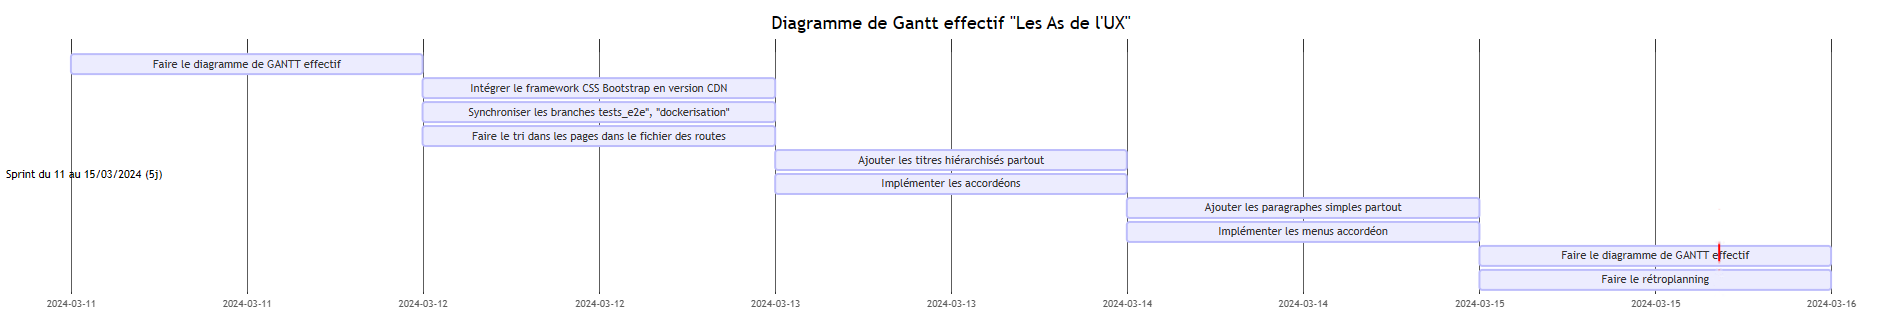 Diagramme de Gantt effectif "Les As de l'UX"
Faire le diagramme de GANTT effectif
Intégrer le framework CSS Bootstrap en version CDN
Synchroniser les branches tests_e2e", "dockerisation"
Faire le tri dans les pages dans le fichier des routes
Ajouter les titres hiérarchisés partout
Sprint du 11 au 15/03/2024 (5j)
Implémenter les accordéons
Ajouter les paragraphes simples partout
Implémenter les menus accordéon
Faire le diagramme de GANTT effectif
Faire le rétroplanning
2024-03-11 2024-03-11 2024-03-12 2024-03-12 2024-03-13 2024-03-13 2024-03-14 2024-03-14 2024-03-15 2024-03-15 2024-03-16